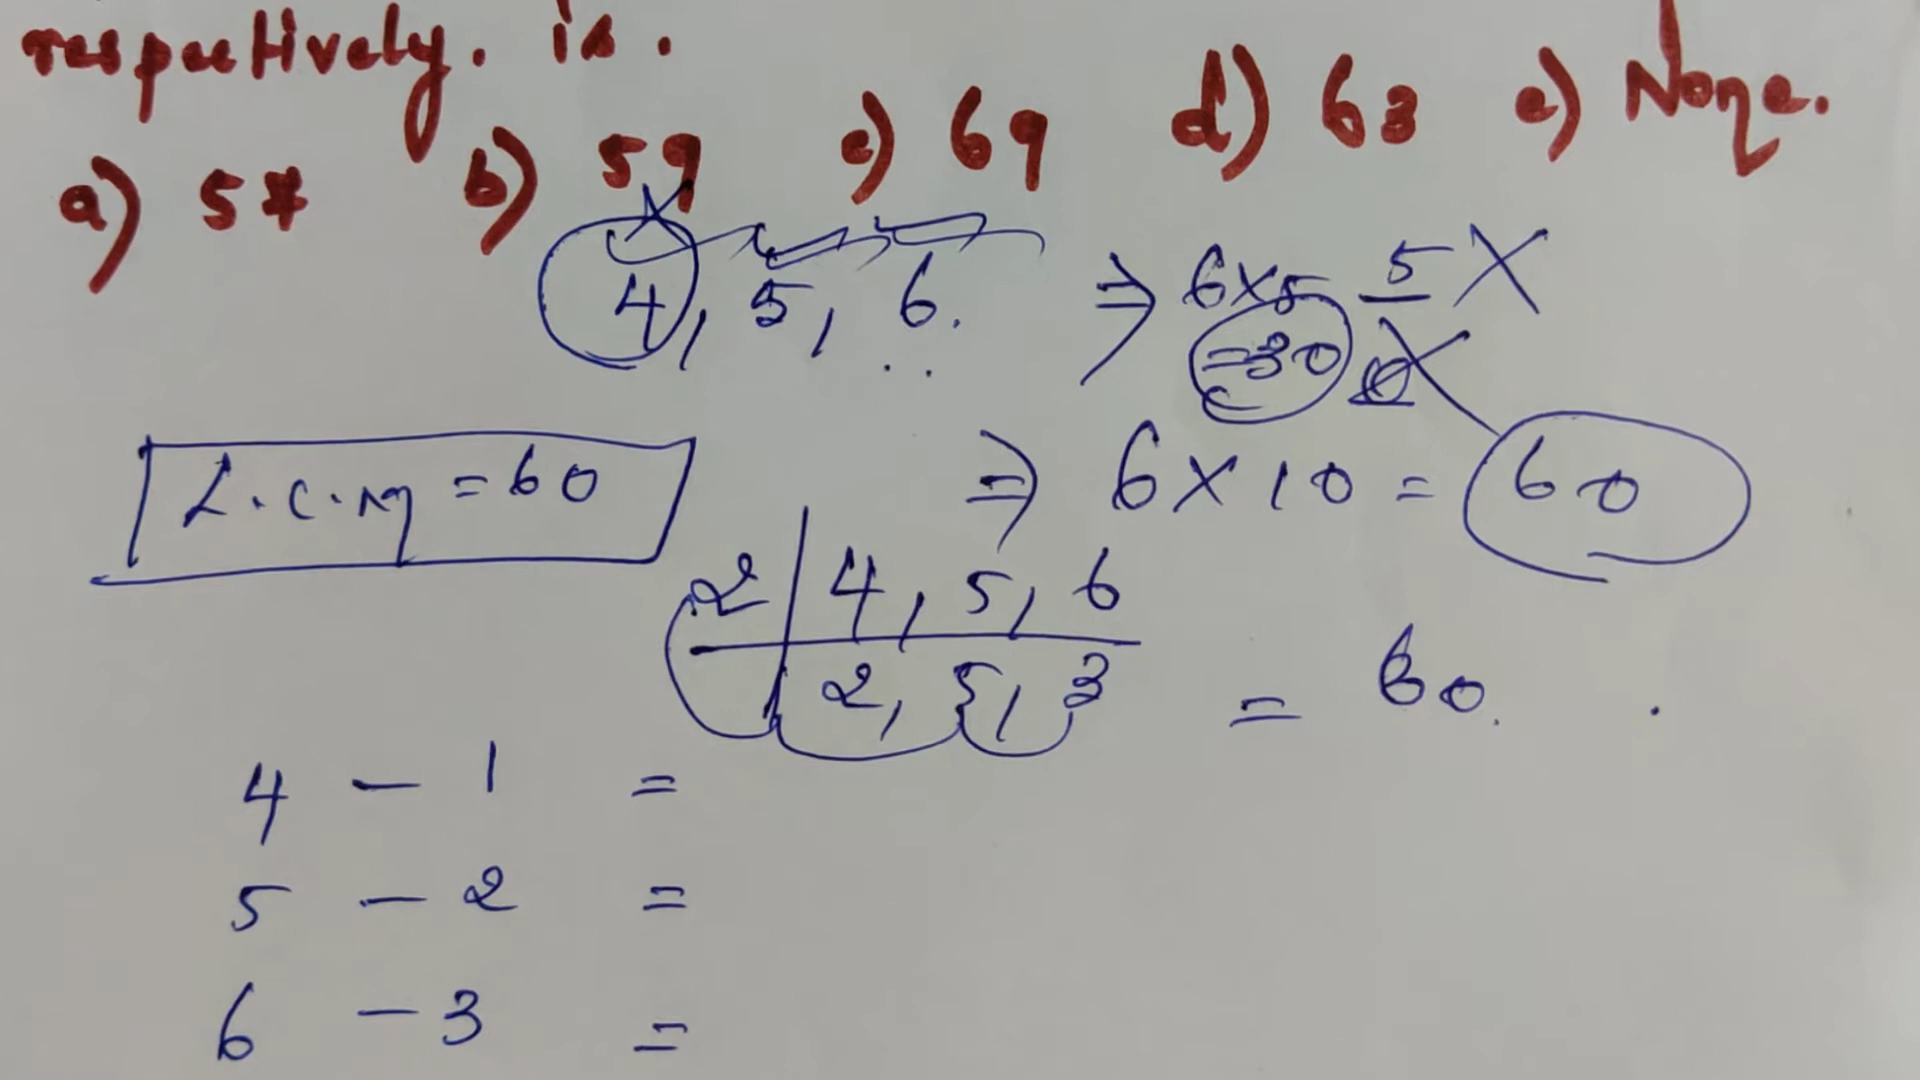 respectively. is.
a) 57 b) 59 c) 69 d) 63 e) None.
4, 5, 6. ⇒ 6x5 5 X
=30
L.C.M = 60 ⇒ 6 X 10 = 60
2 | 4, 5, 6
2, 5, 3 = 60.
4 - 1 =
5 - 2 =
6 - 3 =